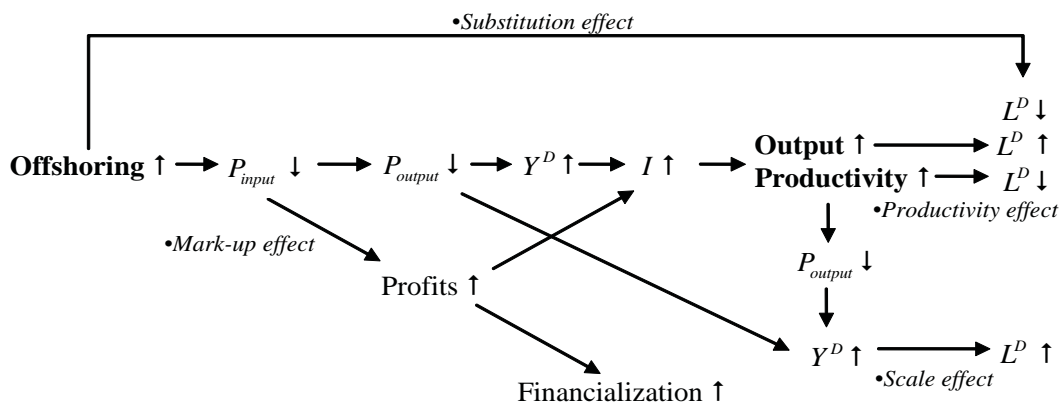 •Substitution effect
L^D ↓
Offshoring ↑ P_input ↓ P_output ↓ Y^D ↑ I ↑ Output ↑ L^D ↑
Productivity ↑ L^D ↓
•Productivity effect
•Mark-up effect
P_output ↓
Profits ↑
Y^D ↑ L^D ↑
•Scale effect
Financialization ↑